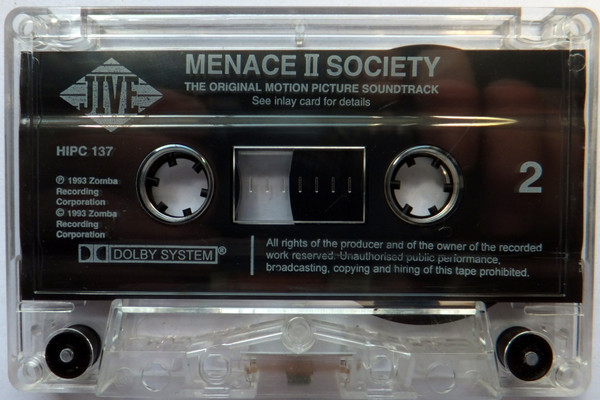 JIVE
MENACE II SOCIETY
THE ORIGINAL MOTION PICTURE SOUNDTRACK
See inlay card for details
HIPC 137
℗ 1993 Zomba
Recording
Corporation
© 1993 Zomba
Recording
Corporation
2
DOLBY SYSTEM®
All rights of the producer and of the owner of the recorded
work reserved. Unauthorised public performance,
broadcasting, copying and hiring of this tape prohibited.